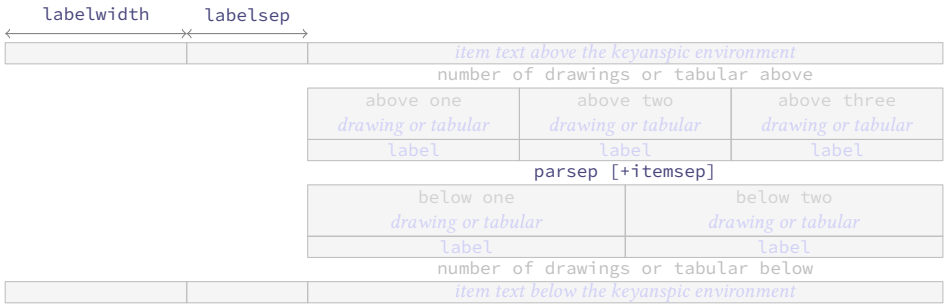 labelwidth labelsep
item text above the keyanspic environment
number of drawings or tabular above
above one above two above three
drawing or tabular drawing or tabular drawing or tabular
label label label
parsep [+itemsep]
below one below two
drawing or tabular drawing or tabular
label label
number of drawings or tabular below
item text below the keyanspic environment